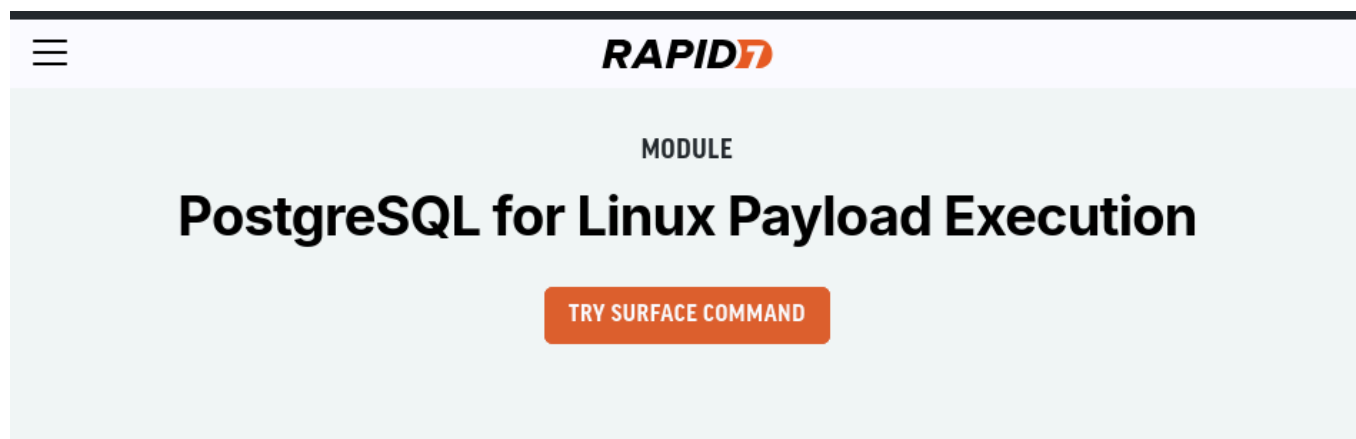 RAPID7
MODULE
PostgreSQL for Linux Payload Execution
TRY SURFACE COMMAND